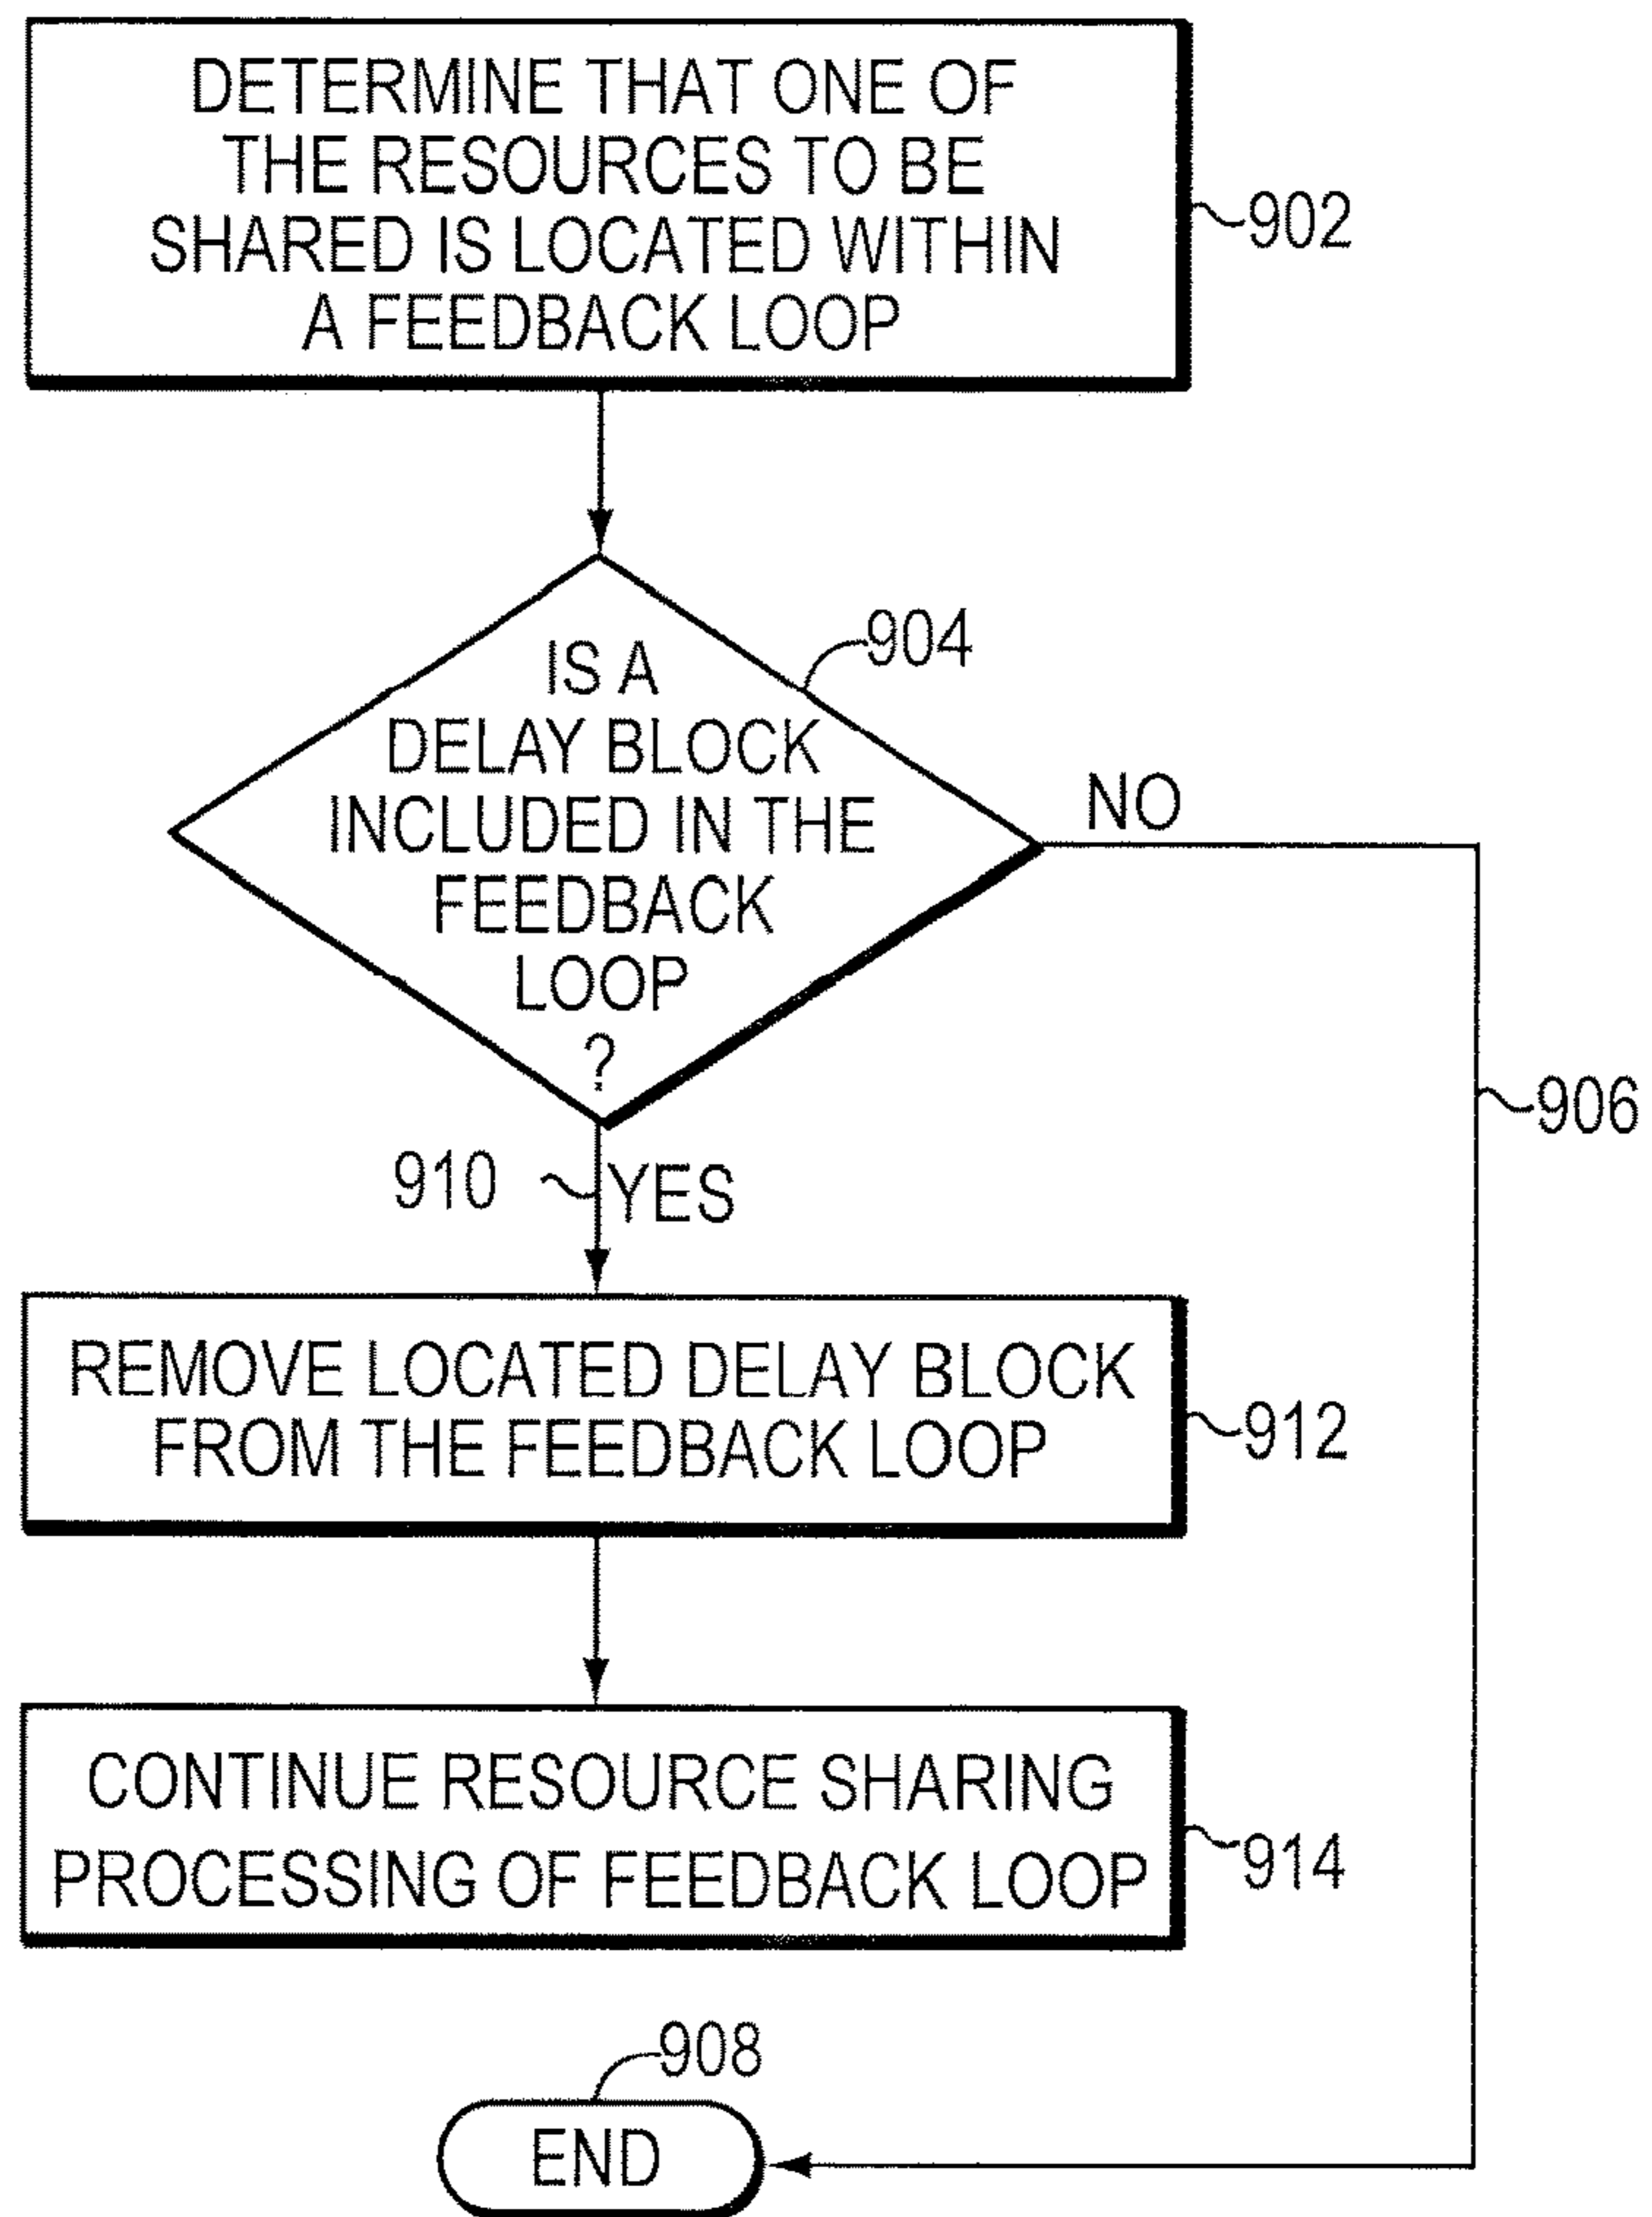 DETERMINE THAT ONE OF
THE RESOURCES TO BE
SHARED IS LOCATED WITHIN
A FEEDBACK LOOP
902
904
IS A
DELAY BLOCK
INCLUDED IN THE
FEEDBACK
LOOP
?
NO
906
910
YES
REMOVE LOCATED DELAY BLOCK
FROM THE FEEDBACK LOOP
912
CONTINUE RESOURCE SHARING
PROCESSING OF FEEDBACK LOOP
914
908
END